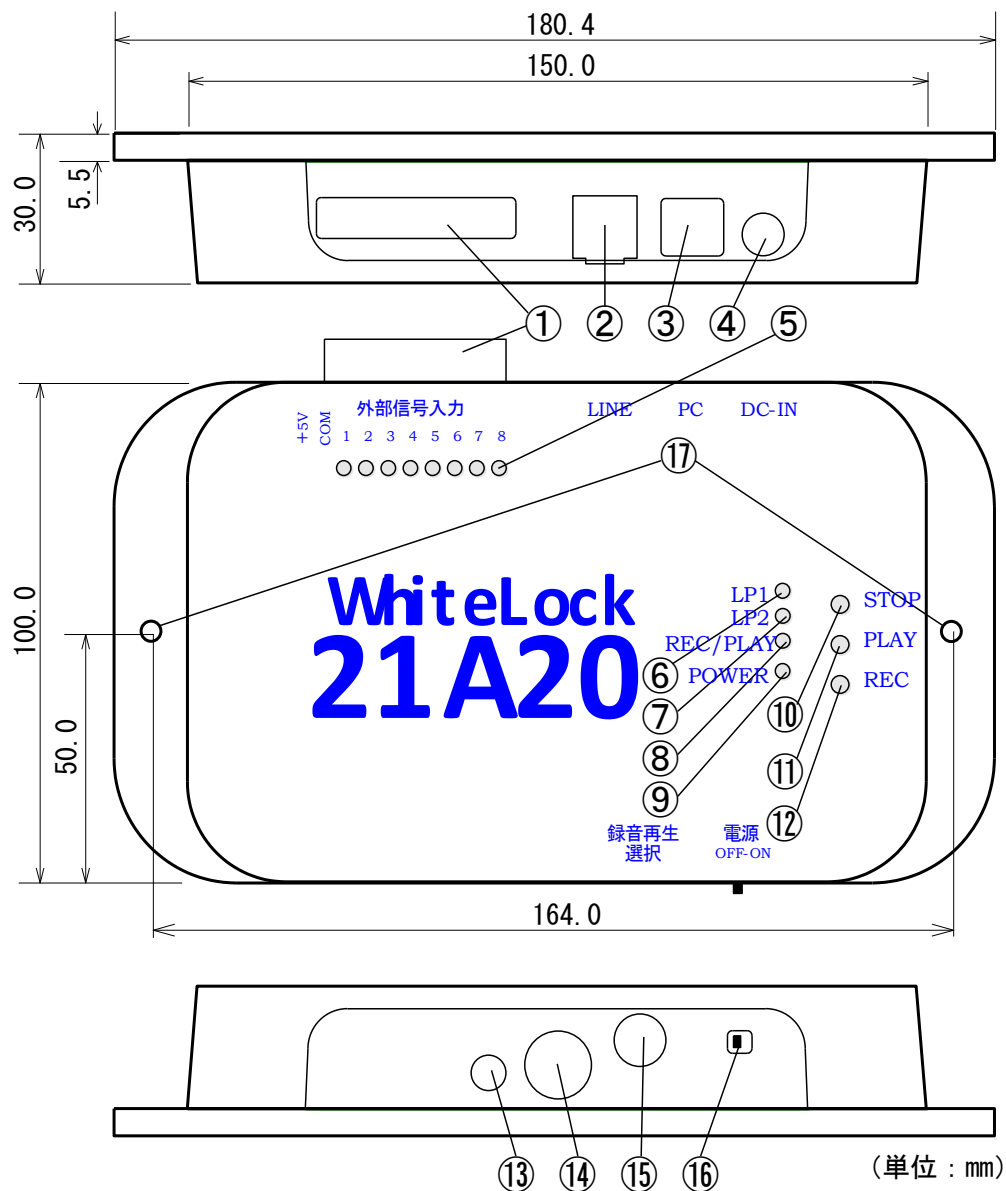 180.4
150.0
30.0
5.5
① ② ③ ④ ⑤
外部信号入力
LINE PC DC-IN
+5V
COM
1 2 3 4 5 6 7 8
⑰
100.0
50.0
WhiteLock
21A20
LP1
LP2
REC/PLAY
POWER
STOP
PLAY
REC
⑥
⑦
⑧
⑨
⑩
⑪
⑫
録音再生
選択
電源
OFF-ON
164.0
⑬ ⑭ ⑮ ⑯
(単位:mm)